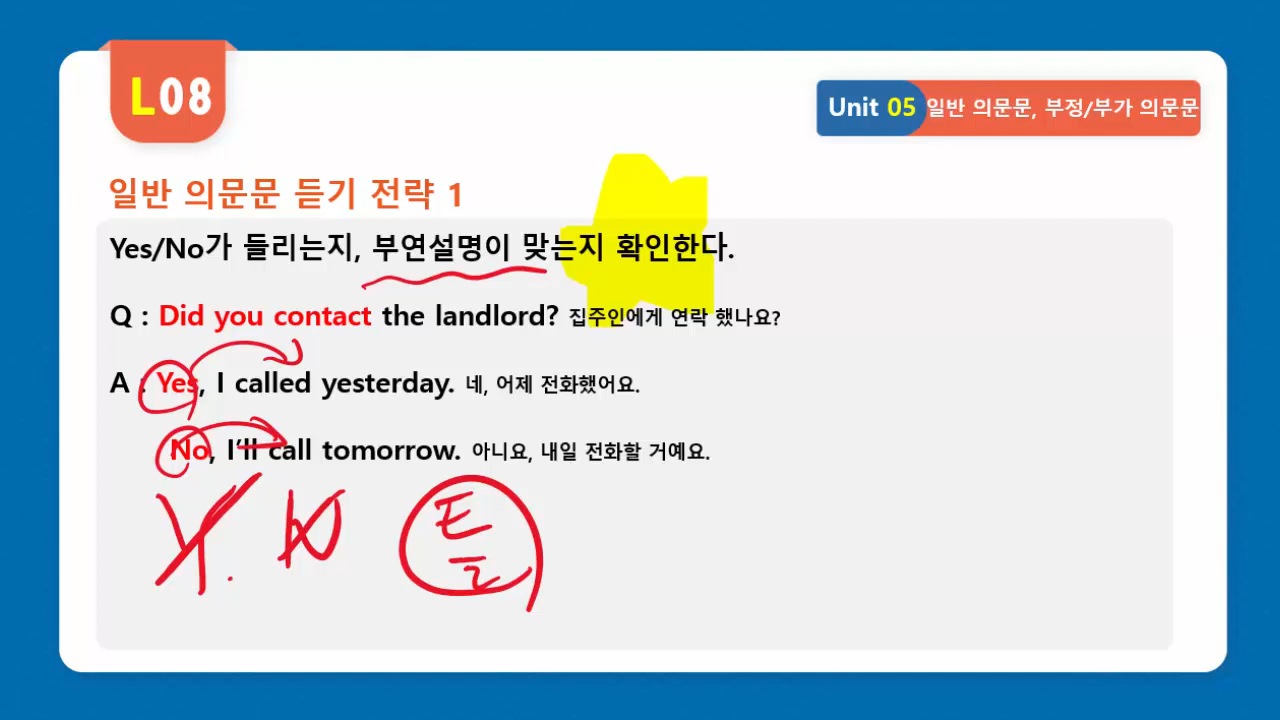 L08
Unit 05 일반 의문문, 부정/부가 의문문
일반 의문문 듣기 전략 1
Yes/No가 들리는지, 부연설명이 맞는지 확인한다.
Q : Did you contact the landlord? 집주인에게 연락 했나요?
A : Yes, I called yesterday. 네, 어제 전화했어요.
No, I'll call tomorrow. 아니요, 내일 전화할 거예요.
Y. N